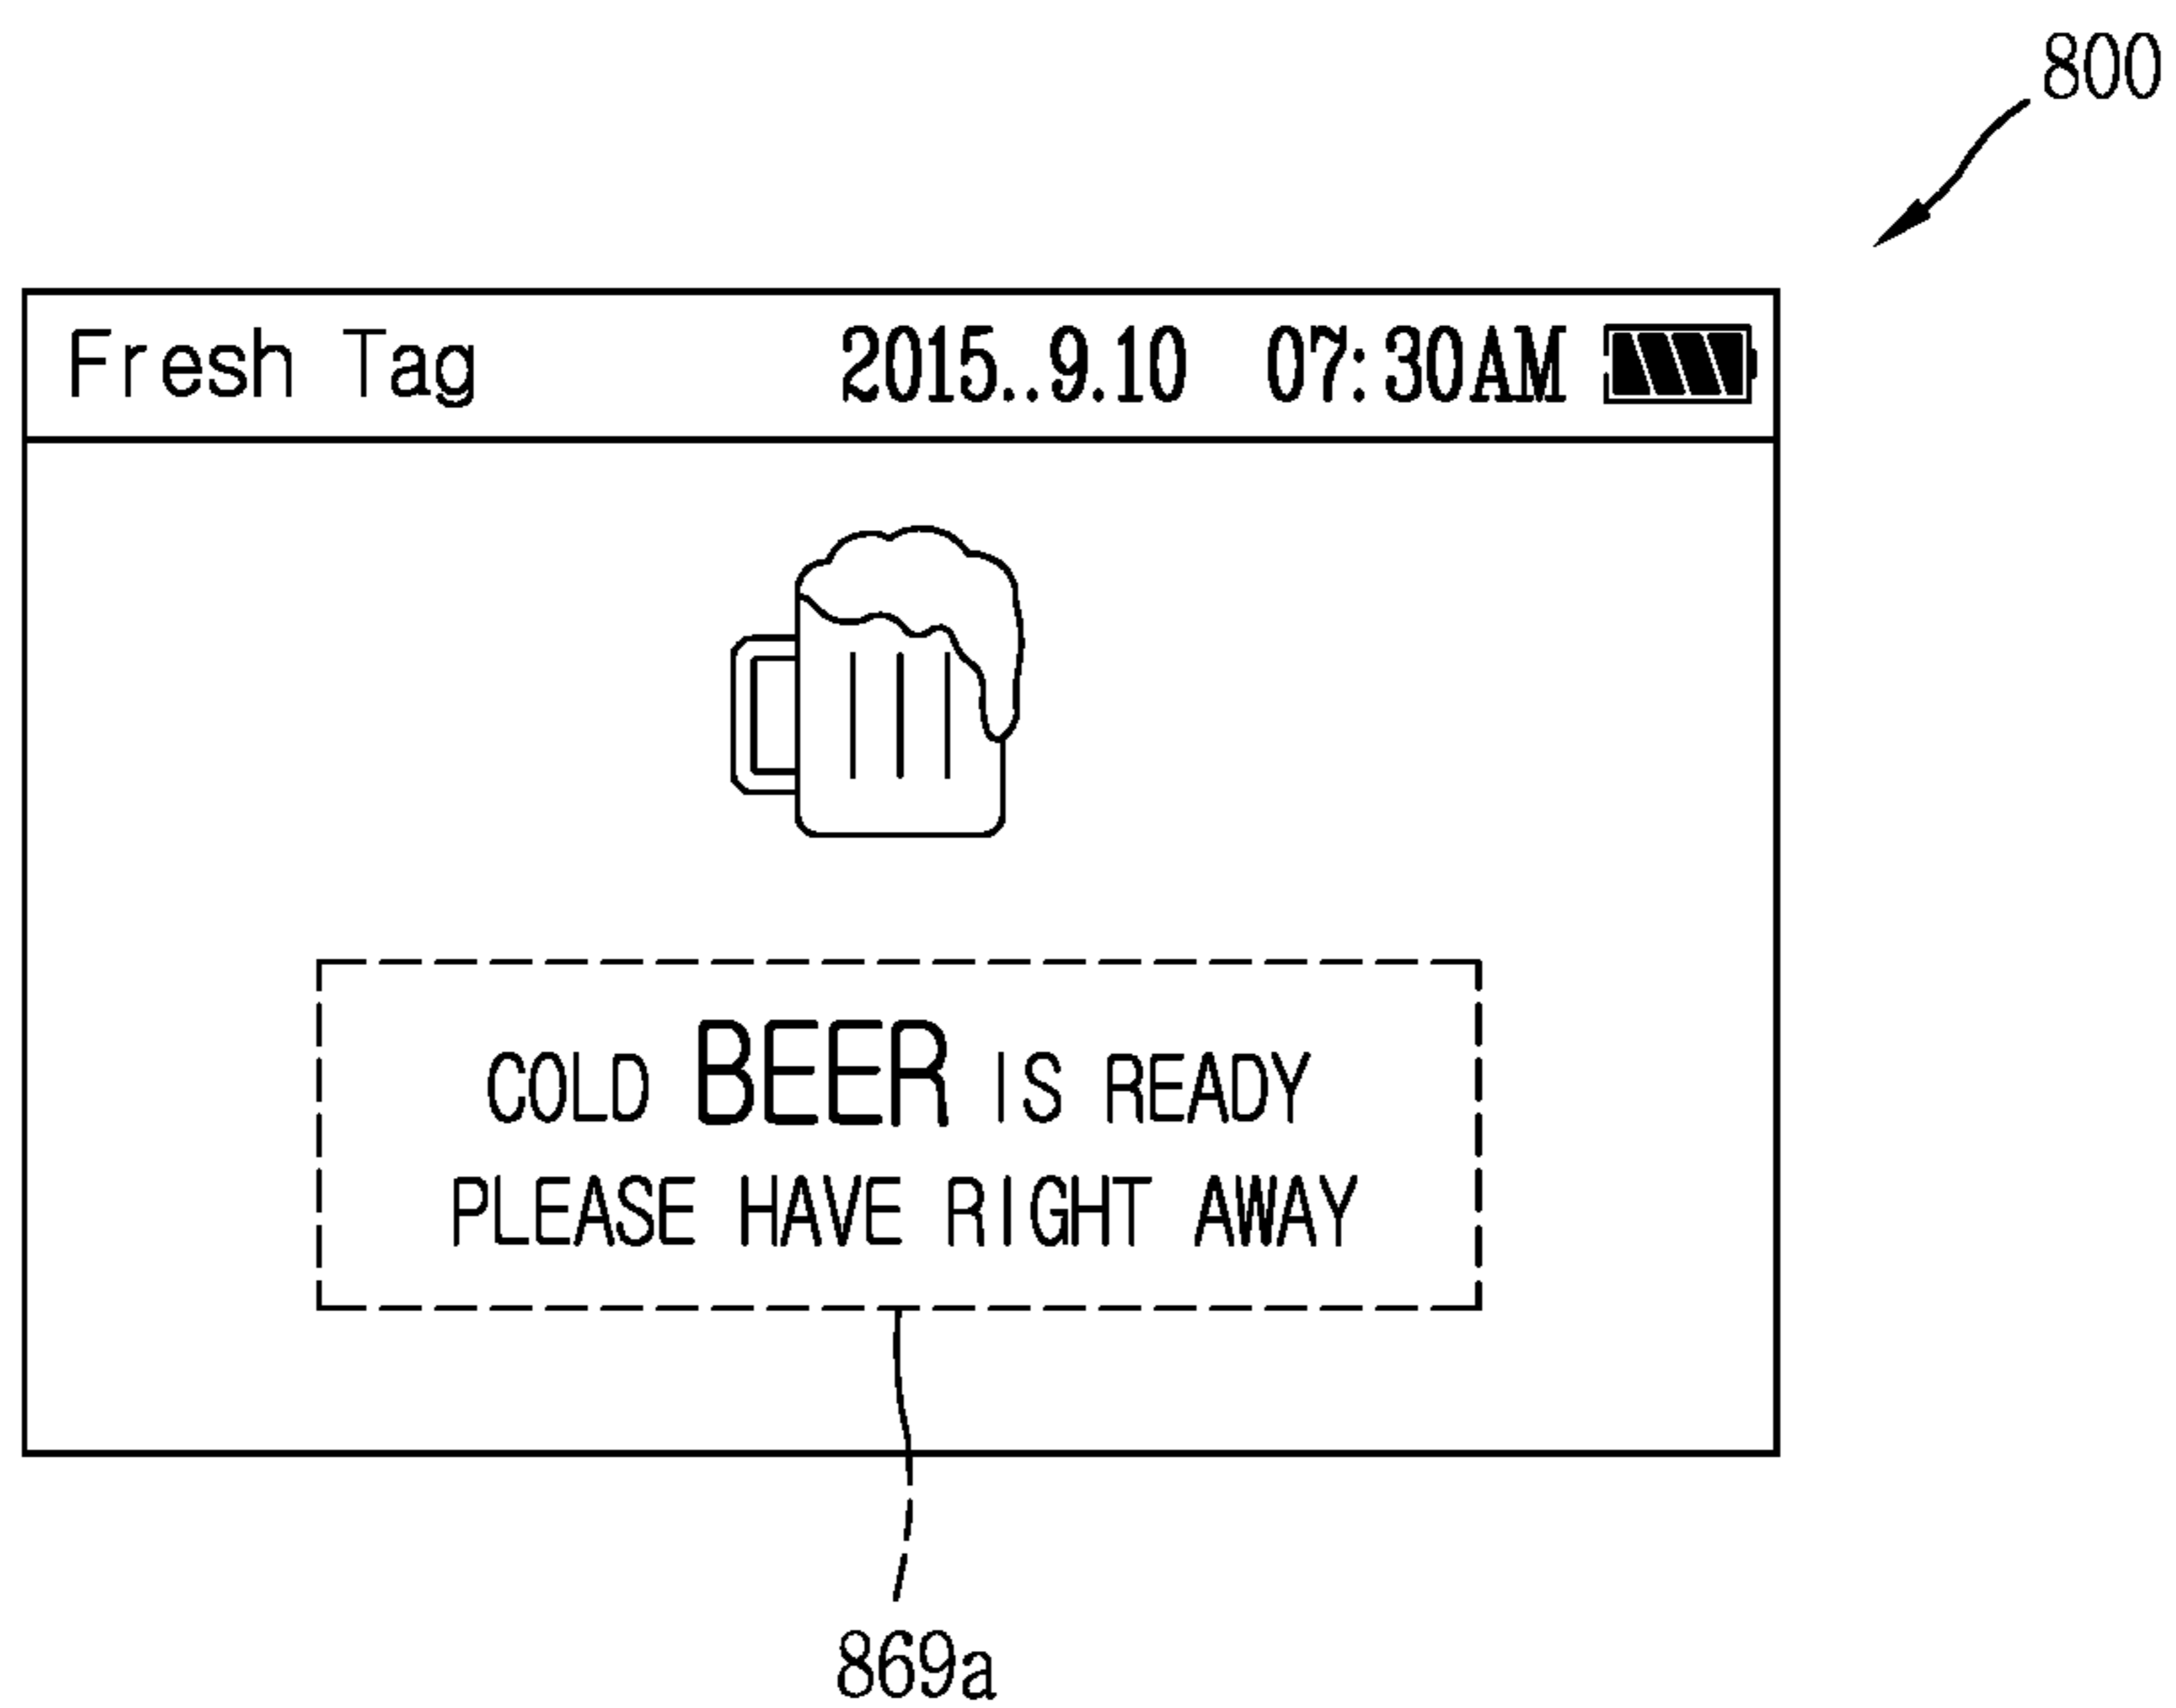 800
Fresh Tag 2015..9.10 07:30AM
COLD BEER IS READY
PLEASE HAVE RIGHT AWAY
869a